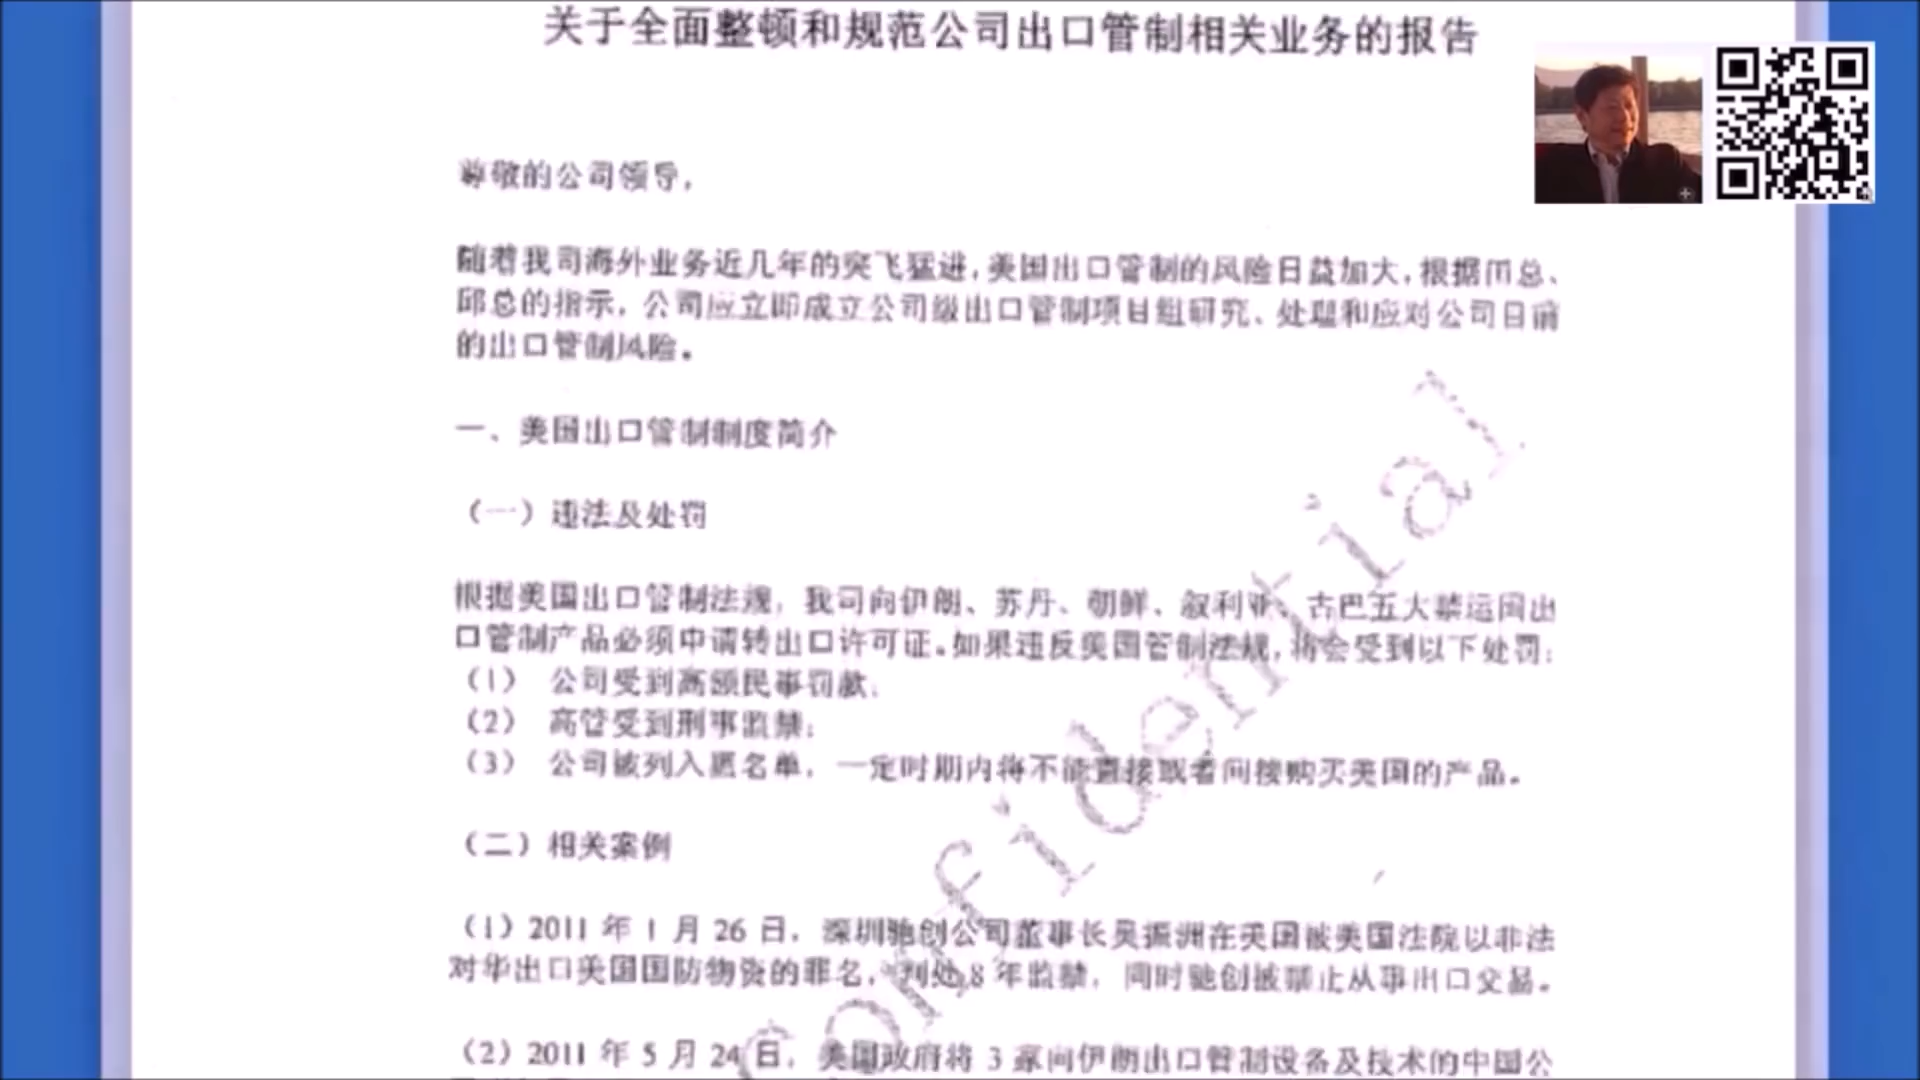 关于全面整顿和规范公司出口管制相关业务的报告
尊敬的公司领导，
随着我司海外业务近几年的突飞猛进，美国出口管制的风险日益加大，根据 总、
邱总的指示，公司应立即成立公司级出口管制项目组研究、处理和应对公司目前
的出口管制风险。
一、美国出口管制制度简介
（一）违法及处罚
根据美国出口管制法规，我司向伊朗、苏丹、朝鲜、叙利亚、古巴五大禁运国出
口管制产品必须申请转出口许可证。如果违反美国管制法规，将会受到以下处罚：
（1） 公司受到高额民事罚款；
（2） 高管受到刑事监禁；
（3） 公司被列入黑名单，一定时期内将不能直接或者间接购买美国的产品。
（二）相关案例
（1）2011 年 1 月 26 日，深圳驰创公司董事长吴振洲在美国被美国法院以非法
对华出口美国国防物资的罪名，判处 8 年监禁，同时驰创被禁止从事出口交易。
（2）2011 年 5 月 24 日，美国政府将 3 家向伊朗出口管制设备及技术的中国公
Confidential